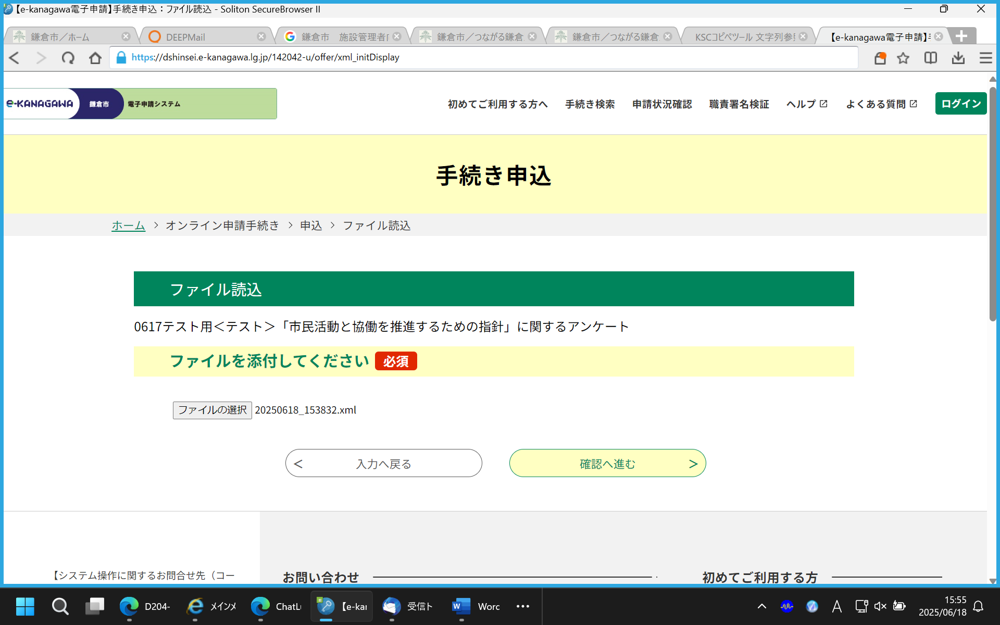 【e-kanagawa電子申請】手続き申込：ファイル読込 - Soliton SecureBrowser II
鎌倉市／ホーム
DEEPMail
鎌倉市　施設管理者
鎌倉市／つながる鎌倉
鎌倉市／つながる鎌倉
KSCコピペツール 文字列参
【e-kanagawa電子申請】
https://dshinsei.e-kanagawa.lg.jp/142042-u/offer/xml_initDisplay
e-KANAGAWA 鎌倉市 電子申請システム
初めてご利用する方へ
手続き検索
申請状況確認
職責署名検証
ヘルプ
よくある質問
ログイン
手続き申込
ホーム > オンライン申請手続き > 申込 > ファイル読込
ファイル読込
0617テスト用＜テスト＞「市民活動と協働を推進するための指針」に関するアンケート
ファイルを添付してください 必須
ファイルの選択 20250618_153832.xml
< 入力へ戻る
確認へ進む >
【システム操作に関するお問合せ先（コー
お問い合わせ
初めてご利用する方
D204-
メインメ
ChatL
【e-kar
受信ト
Worc
A
15:55
2025/06/18